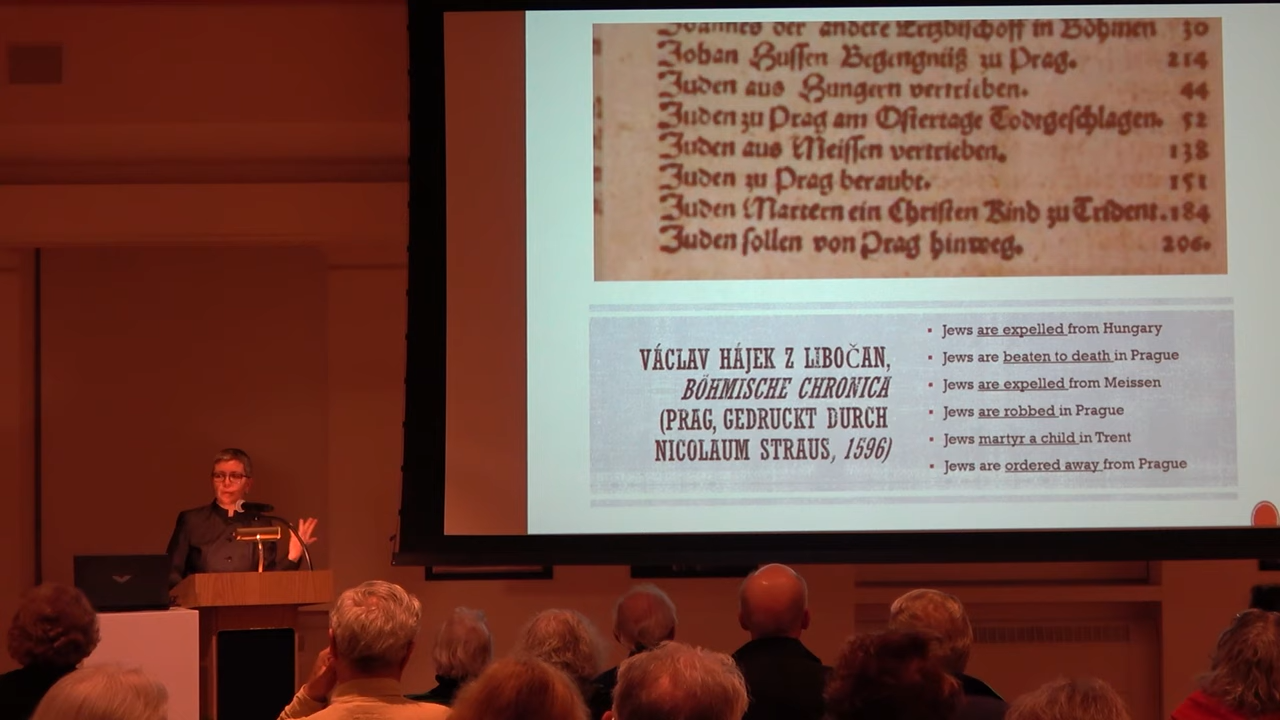 Joannes der andere Ertzbischoff in Böhmen 30
Johan Hussen Begengnüß zu Prag. 214
Juden aus Hungern vertrieben. 44
Juden zu Prag am Ostertage Todtgeschlagen. 52
Juden aus Meissen vertrieben. 138
Juden zu Prag beraubt. 151
Juden Martern ein Christen Kind zu Trident. 184
Juden sollen von Prag hinweg. 206.
VÁCLAV HÁJEK Z LIBOČAN,
BÖHMISCHE CHRONICA
(PRAG, GEDRUCKT DURCH
NICOLAUM STRAUS, 1596)
Jews are expelled from Hungary
Jews are beaten to death in Prague
Jews are expelled from Meissen
Jews are robbed in Prague
Jews martyr a child in Trent
Jews are ordered away from Prague